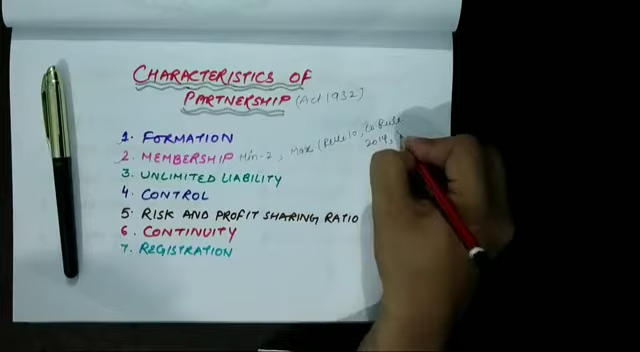 CHARACTERISTICS OF
PARTNERSHIP (Act 1932)
1. FORMATION
2. MEMBERSHIP Min-2, Max (Rule 10, Co Rule
2014,
3. UNLIMITED LIABILITY
4. CONTROL
5. RISK AND PROFIT SHARING RATIO
6. CONTINUITY
7. REGISTRATION